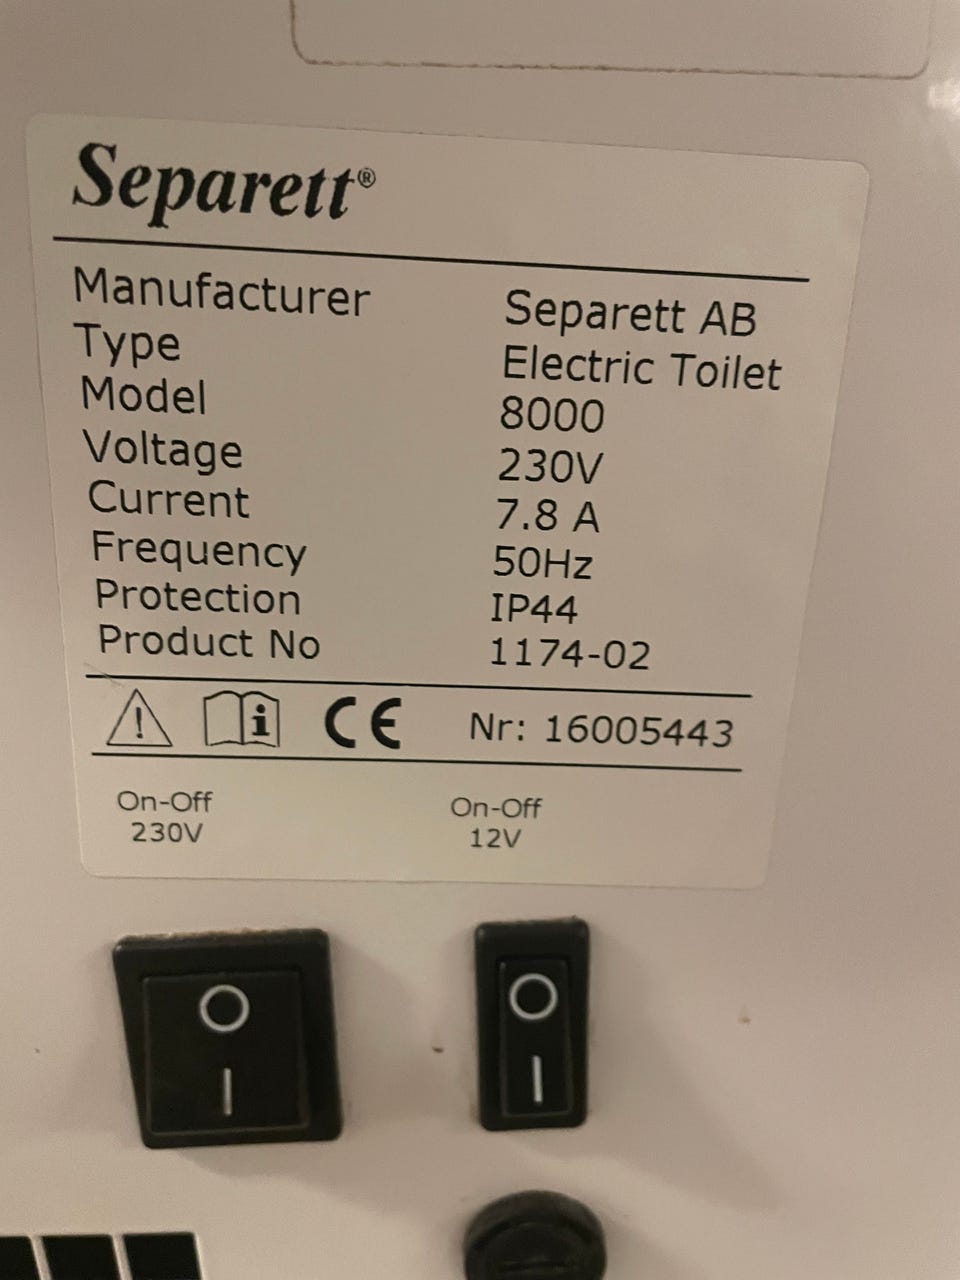 Separett®
Manufacturer Separett AB
Type Electric Toilet
Model 8000
Voltage 230V
Current 7.8 A
Frequency 50Hz
Protection IP44
Product No 1174-02
CE Nr: 16005443
On-Off On-Off
230V 12V